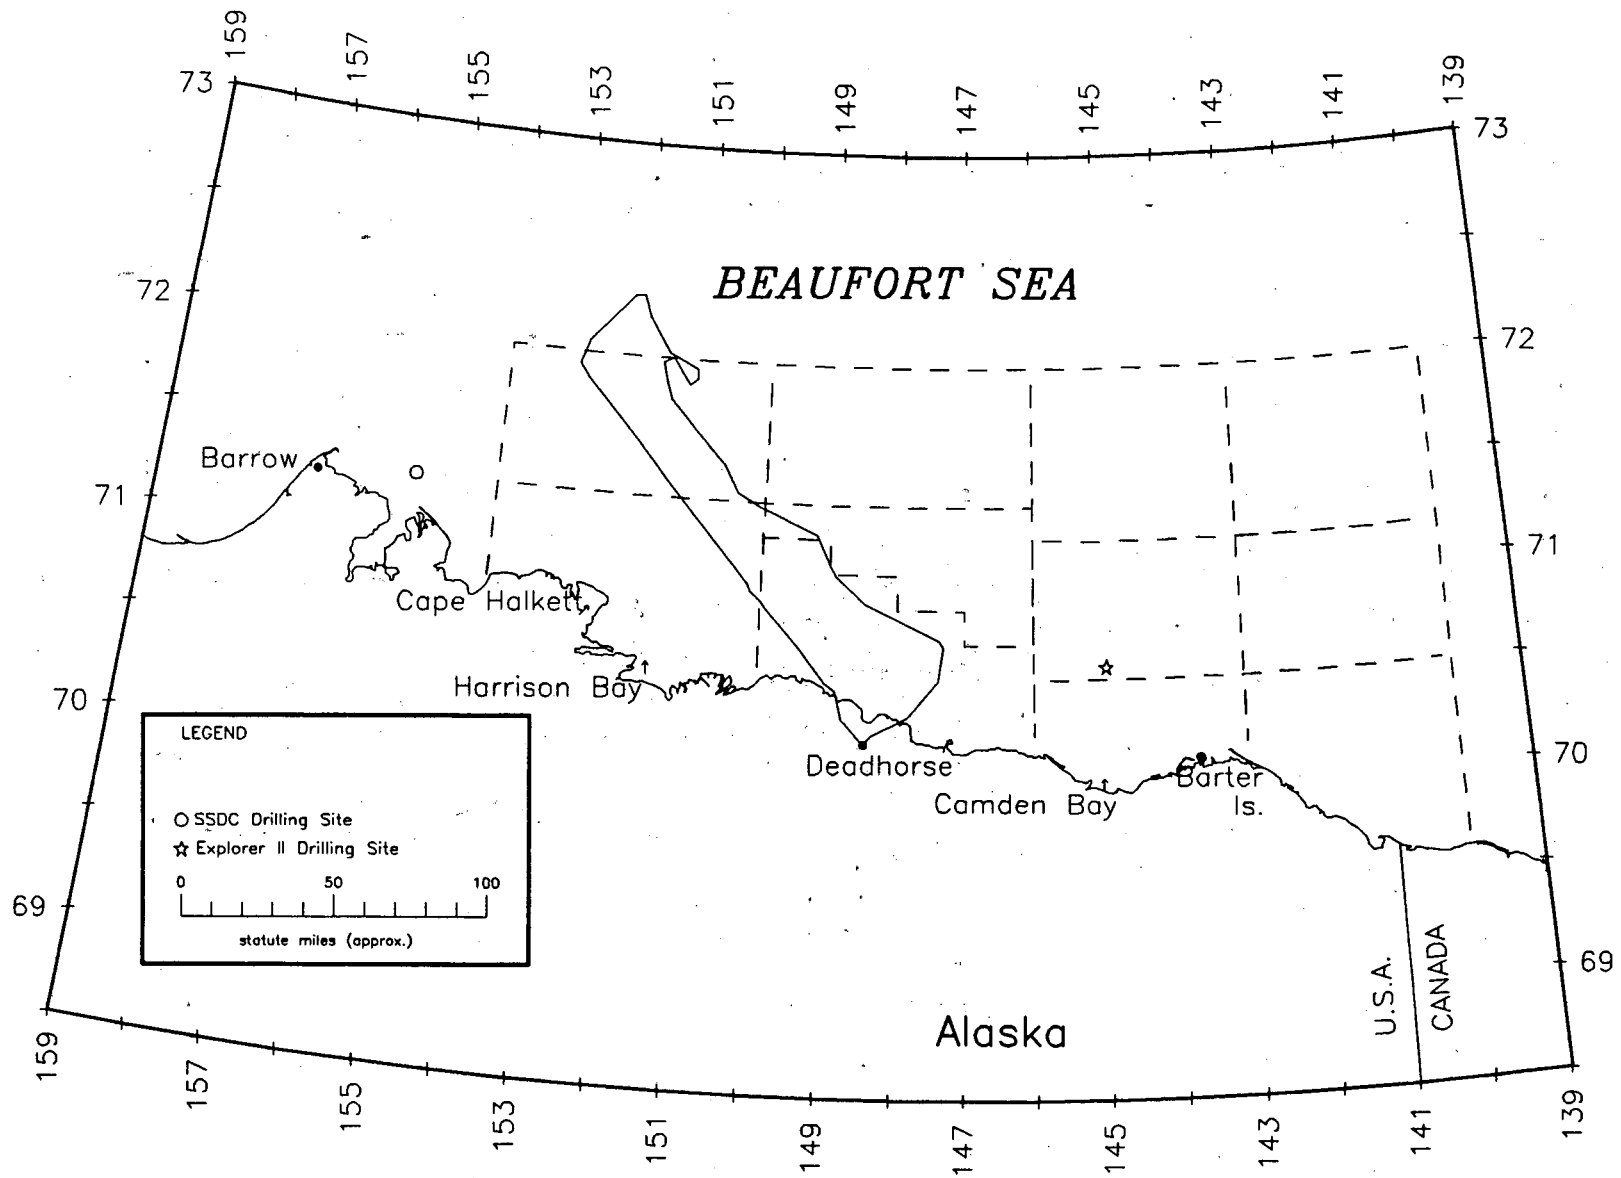 159
157
155
153
151
149
147
145
143
141
139
73
73
BEAUFORT SEA
72
72
Barrow
71
71
Cape Halkett
Harrison Bay
70
70
Deadhorse
Camden Bay
Barter
Is.
LEGEND
SSDC Drilling Site
Explorer II Drilling Site
0 50 100
statute miles (approx.)
69
69
U.S.A.
CANADA
Alaska
159
157
155
153
151
149
147
145
143
141
139